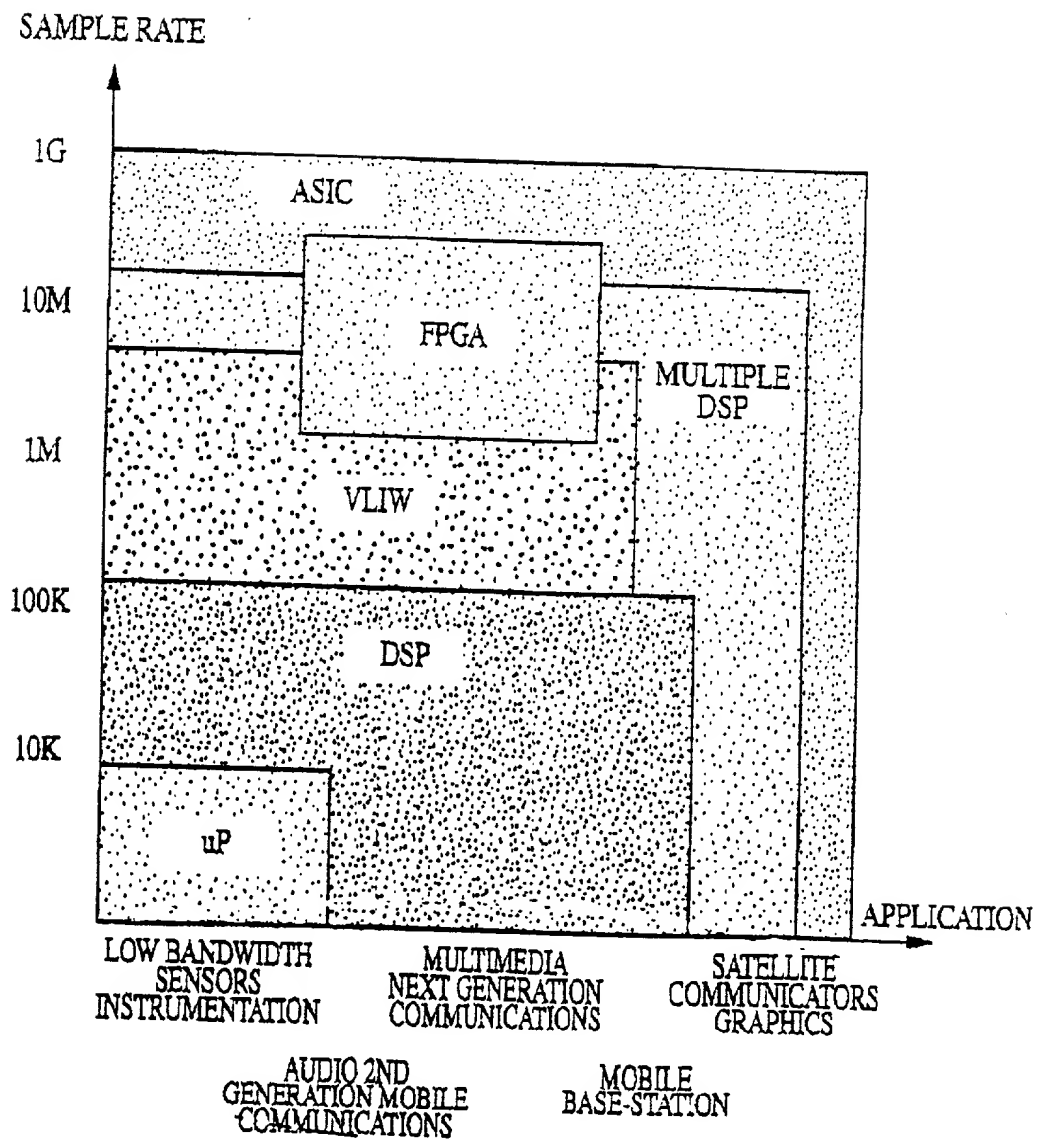 SAMPLE RATE
1G
ASIC
10M
FPGA
MULTIPLE
DSP
1M
VLIW
100K
DSP
10K
uP
APPLICATION
LOW BANDWIDTH
SENSORS
INSTRUMENTATION
MULTIMEDIA
NEXT GENERATION
COMMUNICATIONS
SATELLITE
COMMUNICATORS
GRAPHICS
AUDIO 2ND
GENERATION MOBILE
COMMUNICATIONS
MOBILE
BASE-STATION